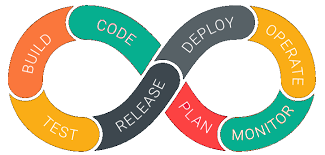 BUILD
CODE
DEPLOY
OPERATE
TEST
RELEASE
PLAN
MONITOR